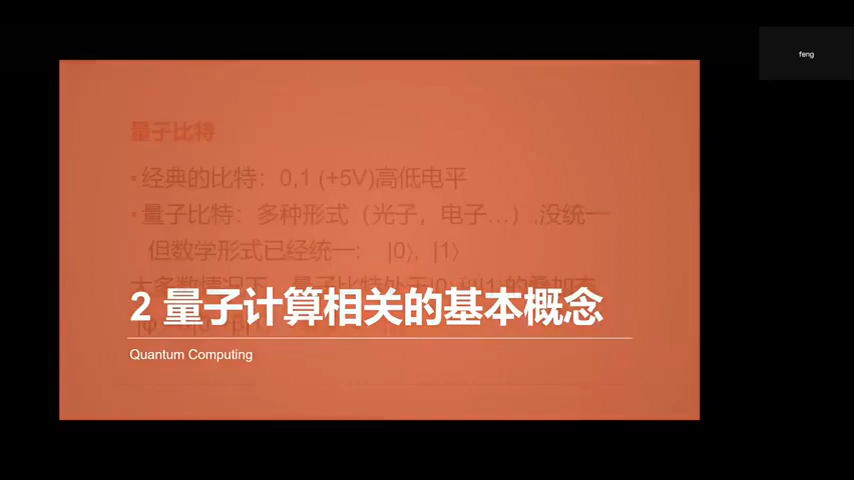 feng
量子比特
•经典的比特：0,1 (+5V)高低电平
•量子比特：多种形式（光子，电子…）,没统一
但数学形式已经统一： |0⟩, |1⟩
2 量子计算相关的基本概念
Quantum Computing